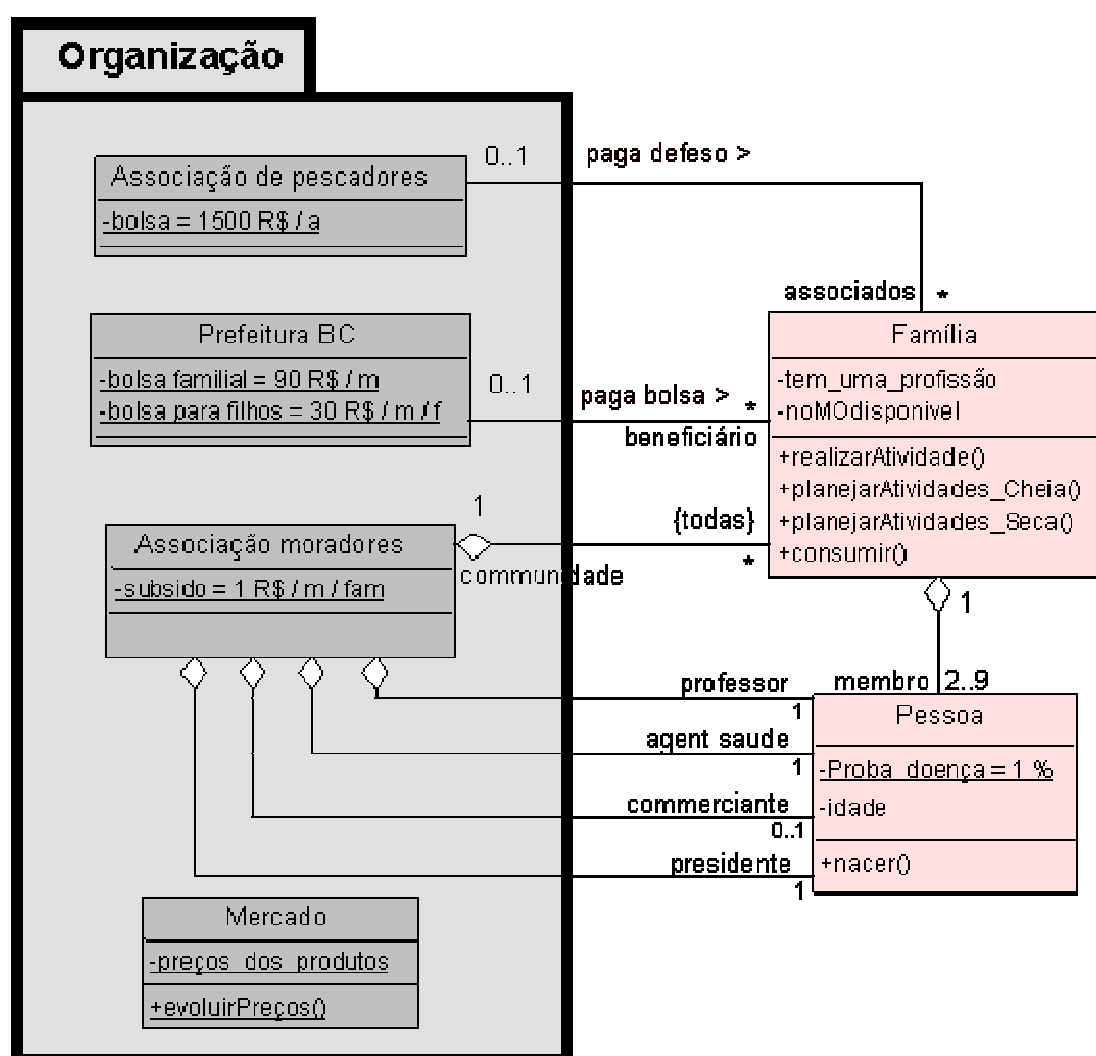 Organização
Associação de pescadores
-bolsa = 1500 R$ / a
0..1
paga defeso >
associados *
Prefeitura BC
-bolsa familial = 90 R$ / m
-bolsa para filhos = 30 R$ / m / f
0..1
paga bolsa > *
beneficiário
Família
-tem_uma_profissão
-noMOdisponivel
+realizarAtividade()
+planejarAtividades_Cheia()
+planejarAtividades_Seca()
+consumir()
Associação moradores
-subsido = 1 R$ / m / fam
1
communidade
{todas}
*
1
membro 2..9
professor
1
agent saude
1
commerciante
0..1
presidente
1
Pessoa
-Proba_doença = 1 %
-idade
+nacer()
Mercado
-preços_dos_produtos
+evoluirPreços()